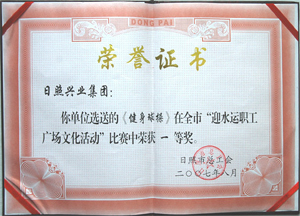 DONG PAI
荣誉证书
日照兴业集团：
你单位选送的《健身球操》在全市“迎水运职工
广场文化活动”比赛中荣获一等奖。
日照市总工会
二〇〇七年八月